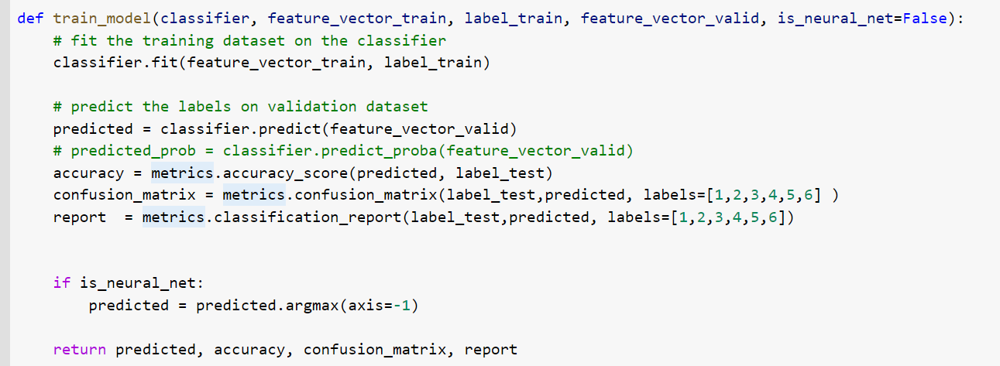 def train_model(classifier, feature_vector_train, label_train, feature_vector_valid, is_neural_net=False):
# fit the training dataset on the classifier
classifier.fit(feature_vector_train, label_train)
# predict the labels on validation dataset
predicted = classifier.predict(feature_vector_valid)
# predicted_prob = classifier.predict_proba(feature_vector_valid)
accuracy = metrics.accuracy_score(predicted, label_test)
confusion_matrix = metrics.confusion_matrix(label_test,predicted, labels=[1,2,3,4,5,6] )
report  = metrics.classification_report(label_test,predicted, labels=[1,2,3,4,5,6])
if is_neural_net:
predicted = predicted.argmax(axis=-1)
return predicted, accuracy, confusion_matrix, report